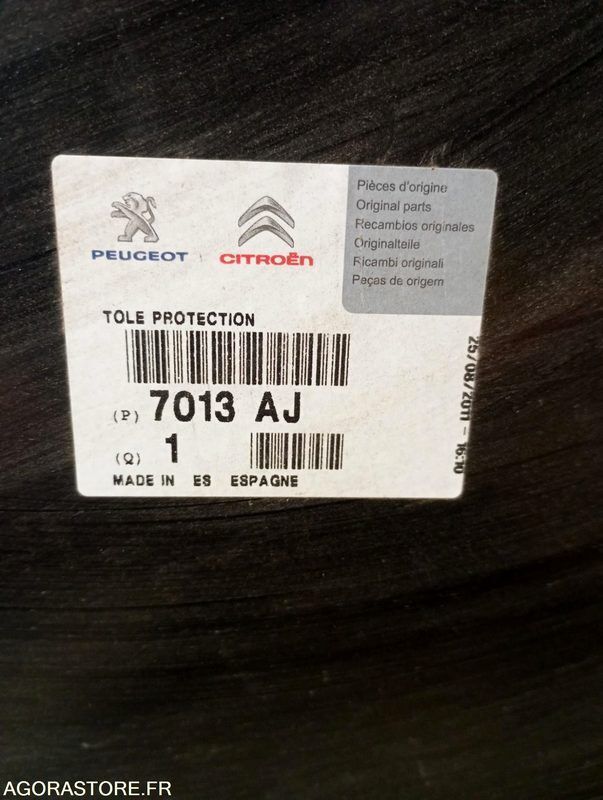 PEUGEOT
CITROËN
Pièces d'origine
Original parts
Recambios originales
Originalteile
Ricambi originali
Peças de origem
TOLE PROTECTION
(P) 7013 AJ
(Q) 1
MADE IN ES ESPAGNE
25/08/2011 - 16:10
AGORASTORE.FR